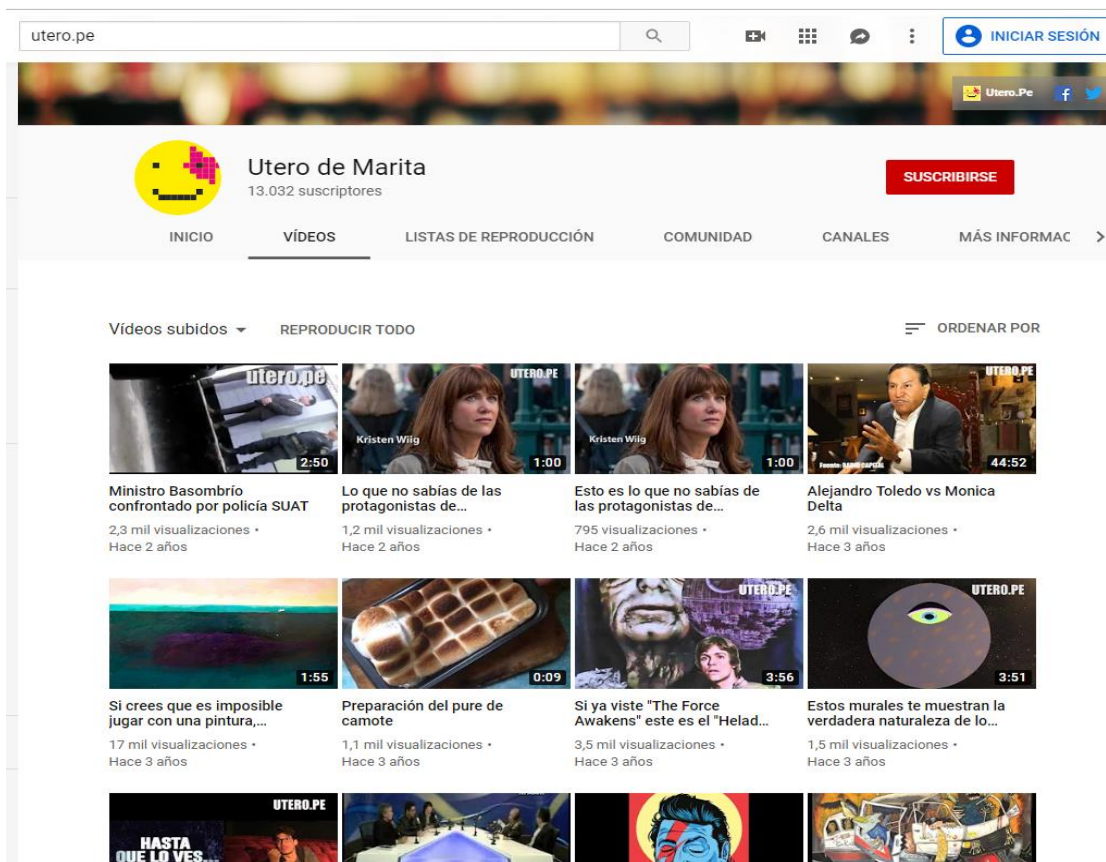 utero.pe
INICIAR SESIÓN
Utero.Pe
Utero de Marita
13.032 suscriptores
SUSCRIBIRSE
INICIO VÍDEOS LISTAS DE REPRODUCCIÓN COMUNIDAD CANALES MÁS INFORMAC
Vídeos subidos REPRODUCIR TODO ORDENAR POR
utero.pe
2:50
Ministro Basombrío
confrontado por policía SUAT
2,3 mil visualizaciones •
Hace 2 años
UTERO.PE
Kristen Wiig
1:00
Lo que no sabías de las
protagonistas de...
1,2 mil visualizaciones •
Hace 2 años
UTERO.PE
Kristen Wiig
1:00
Esto es lo que no sabías de
las protagonistas de...
795 visualizaciones •
Hace 2 años
UTERO.PE
Fuente: RADIO CAPITAL
44:52
Alejandro Toledo vs Monica
Delta
2,6 mil visualizaciones •
Hace 3 años
1:55
Si crees que es imposible
jugar con una pintura,...
17 mil visualizaciones •
Hace 3 años
0:09
Preparación del pure de
camote
1,1 mil visualizaciones •
Hace 3 años
UTERO.PE
3:56
Si ya viste "The Force
Awakens" este es el "Helad...
3,5 mil visualizaciones •
Hace 3 años
UTERO.PE
3:51
Estos murales te muestran la
verdadera naturaleza de lo...
1,5 mil visualizaciones •
Hace 3 años
UTERO.PE
HASTA
QUE LO VES...